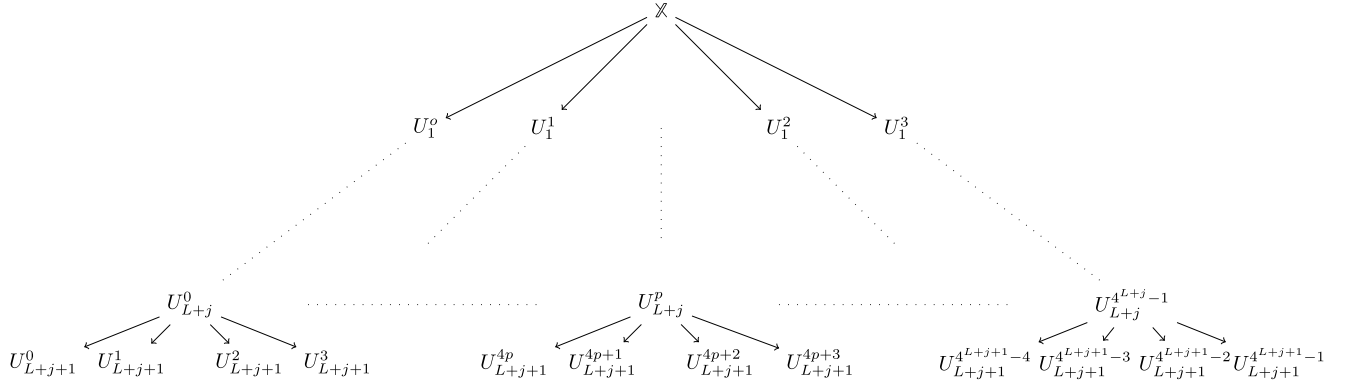 𝕏
U_1^o U_1^1 U_1^2 U_1^3
U_{L+j}^0 U_{L+j}^p U_{L+j}^{4^{L+j}-1}
U_{L+j+1}^0 U_{L+j+1}^1 U_{L+j+1}^2 U_{L+j+1}^3 U_{L+j+1}^{4p} U_{L+j+1}^{4p+1} U_{L+j+1}^{4p+2} U_{L+j+1}^{4p+3} U_{L+j+1}^{4^{L+j+1}-4} U_{L+j+1}^{4^{L+j+1}-3} U_{L+j+1}^{4^{L+j+1}-2} U_{L+j+1}^{4^{L+j+1}-1}